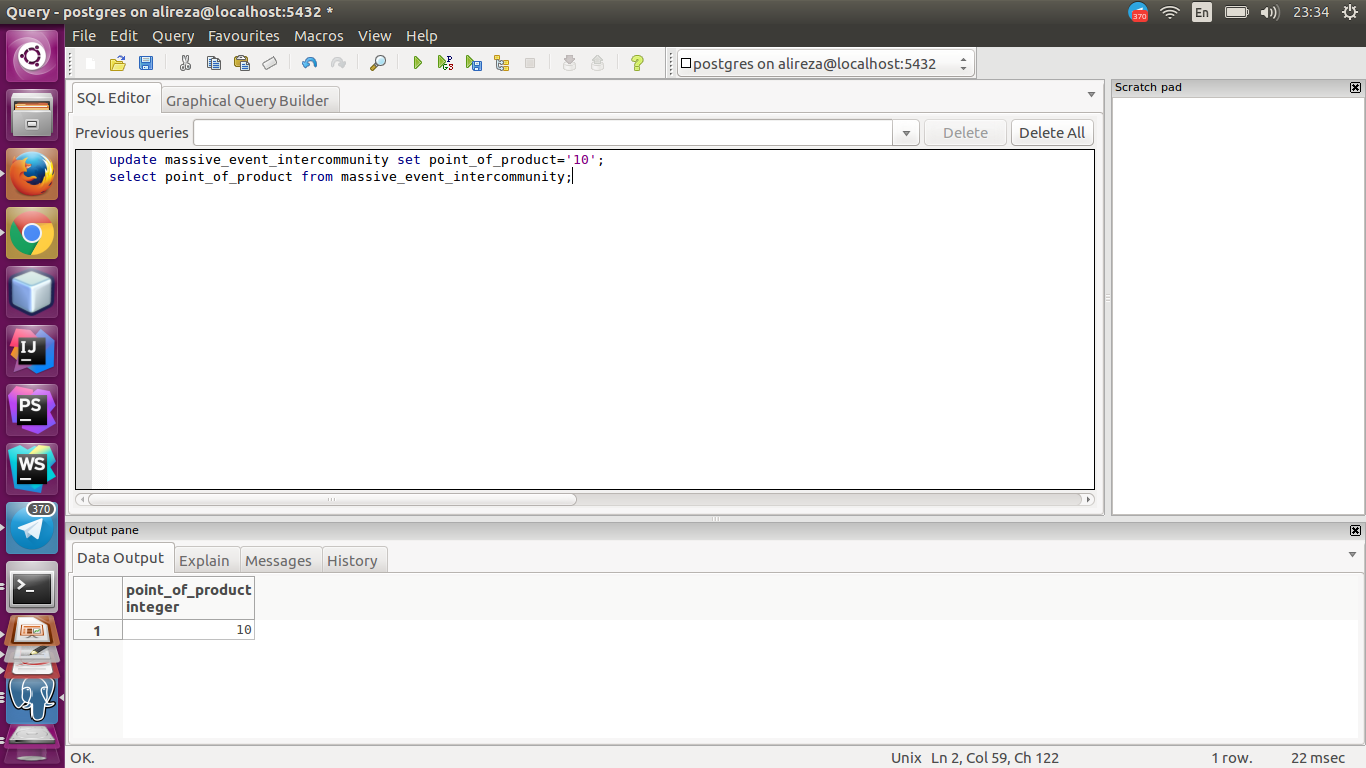 Query - postgres on alireza@localhost:5432 *
370
En
23:34
File Edit Query Favourites Macros View Help
postgres on alireza@localhost:5432
SQL Editor
Graphical Query Builder
Previous queries
Delete
Delete All
update massive_event_intercommunity set point_of_product='10';
select point_of_product from massive_event_intercommunity;
Scratch pad
IJ
PS
WS
370
Output pane
Data Output
Explain
Messages
History
point_of_product
integer
1 10
OK.
Unix Ln 2, Col 59, Ch 122
1 row.
22 msec